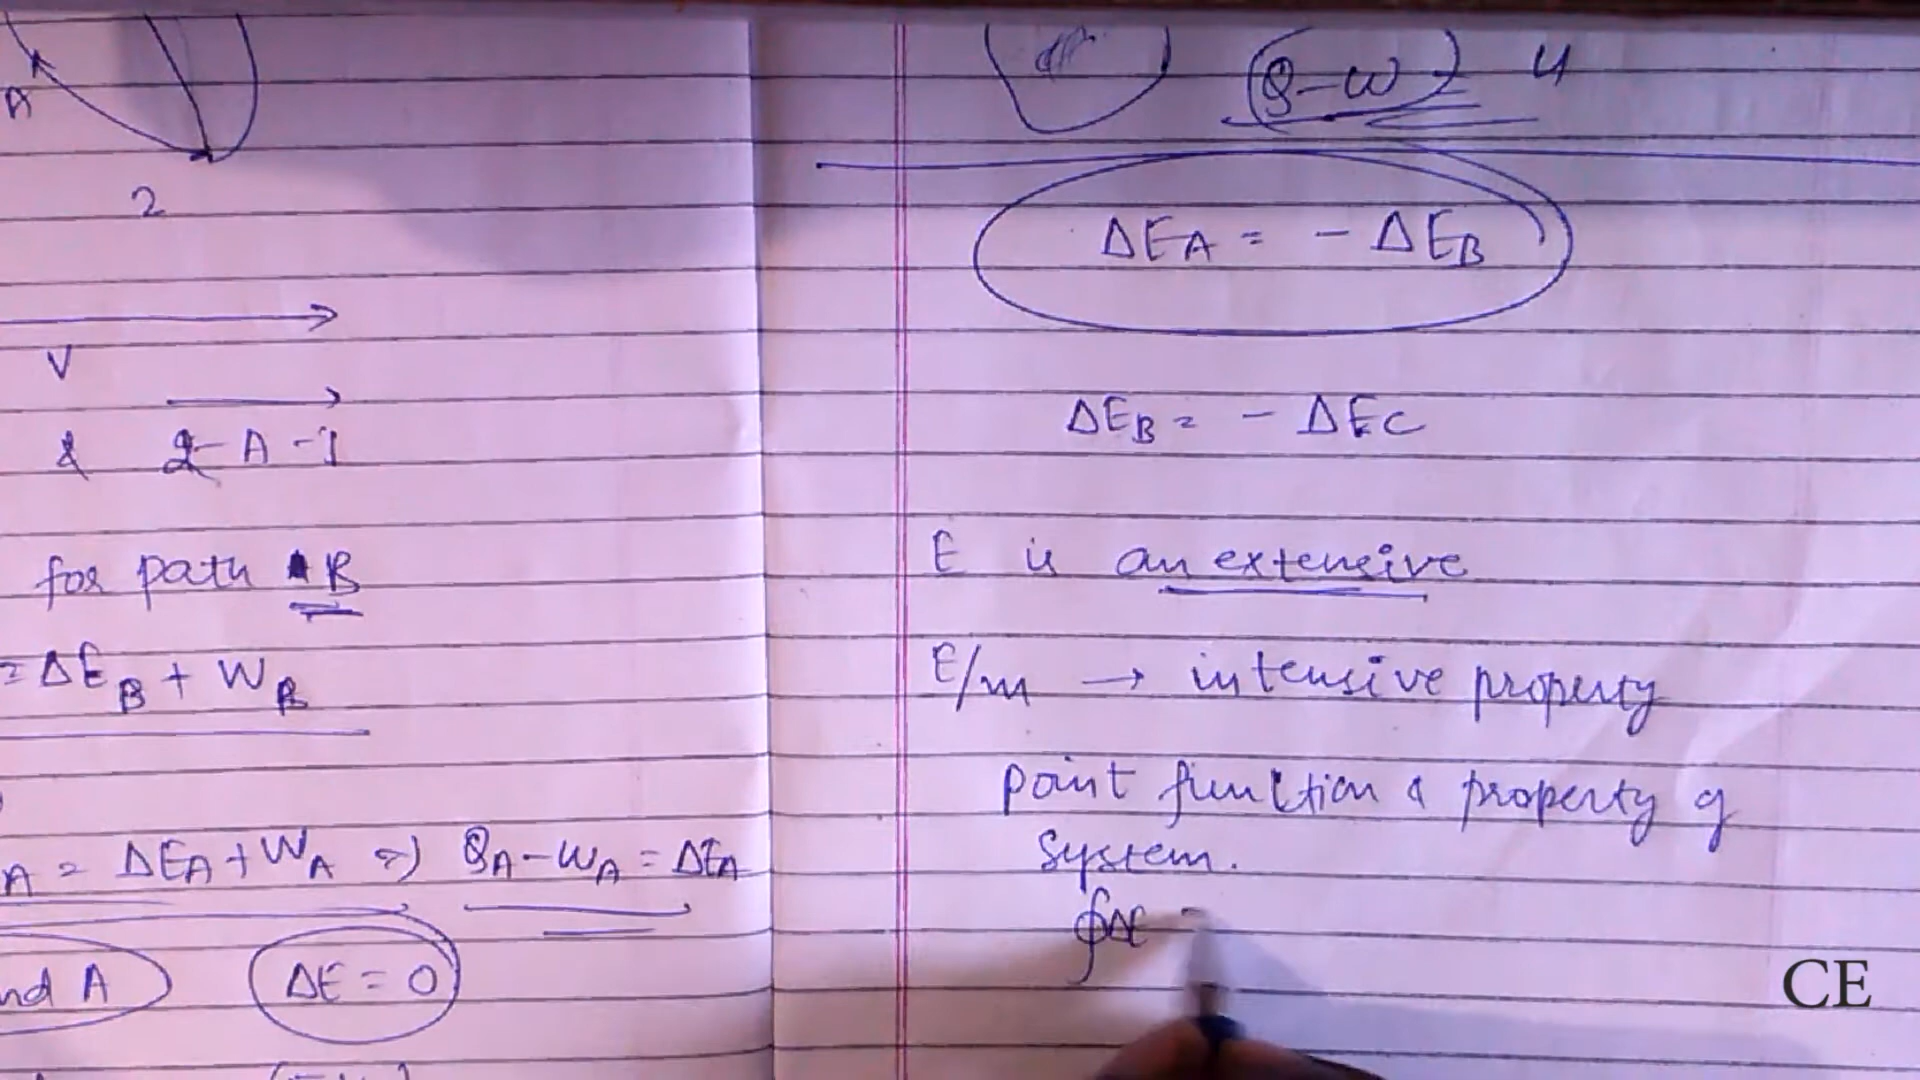 A
2
V
& 2-A-1
for path B
= ΔE_B + W_B
A = ΔE_A + W_A => Q_A - W_A = ΔE_A
nd A ΔE = 0
(Q-W) = u
ΔE_A = - ΔE_B
ΔE_B = - ΔE_C
E is an extensive
E/m → intensive property
point function & property of
system.
∮ΔE =
CE